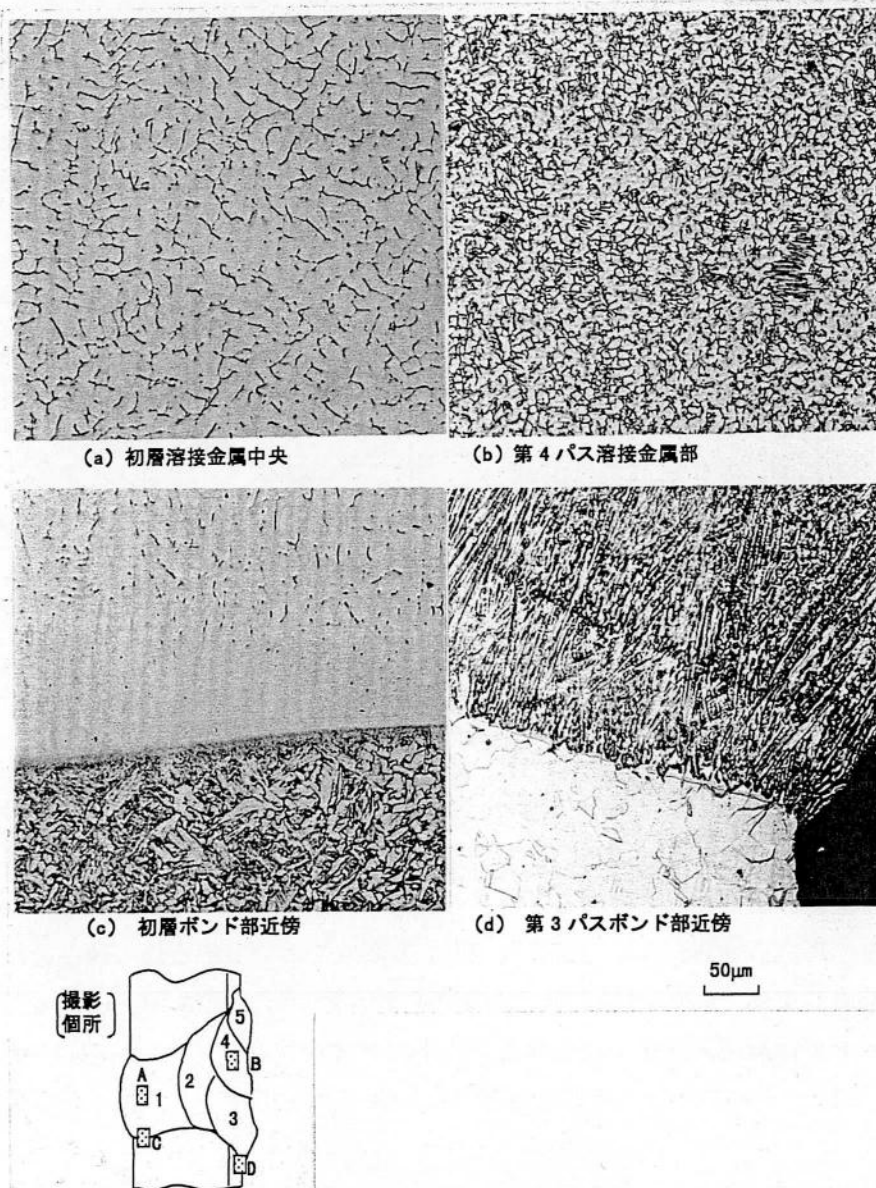 (a) 初層溶接金属中央
(b) 第4パス溶接金属部
(c) 初層ボンド部近傍
(d) 第3パスボンド部近傍
50μm
撮影
個所
5
4
A
B
2
1
3
C
D